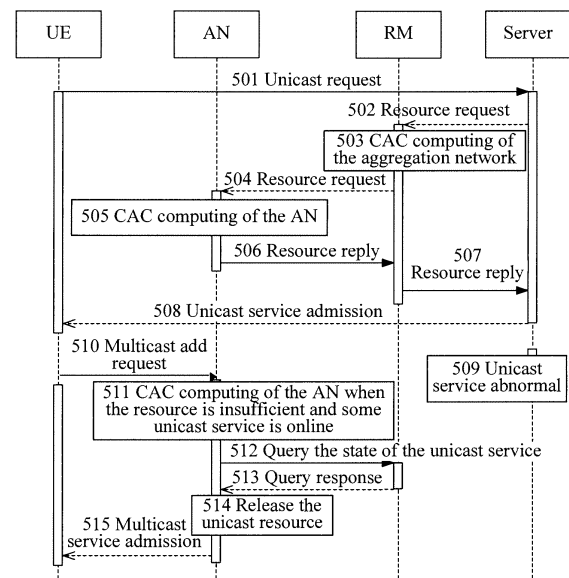 UE
AN
RM
Server
501 Unicast request
502 Resource request
503 CAC computing of
the aggregation network
504 Resource request
505 CAC computing of the AN
506 Resource reply
507
Resource reply
508 Unicast service admission
510 Multicast add
request
509 Unicast
service abnormal
511 CAC computing of the AN when
the resource is insufficient and some
unicast service is online
512 Query the state of the unicast service
513 Query response
514 Release the
unicast resource
515 Multicast
service admission